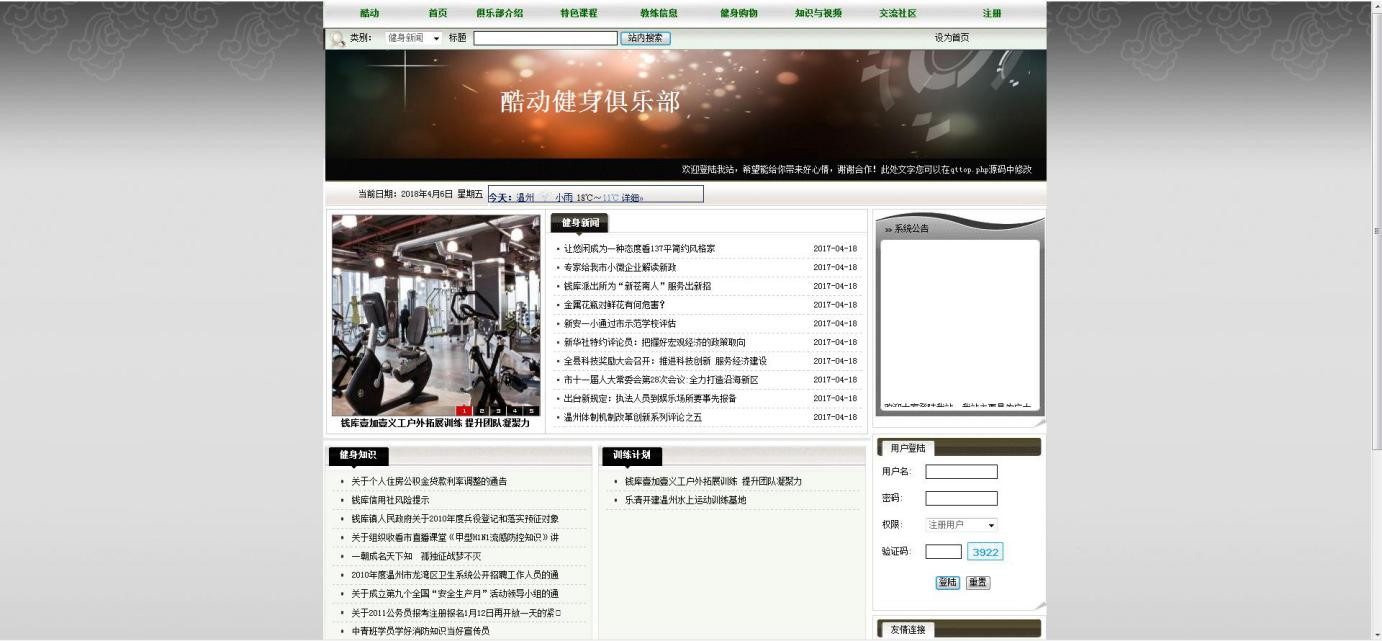 酷动 首页 俱乐部介绍 特色课程 教练信息 健身购物 知识与视频 交流社区 注册
类别: 健身新闻 标题 站内搜索 设为首页
酷动健身俱乐部
欢迎登陆我站，希望能给你带来好心情，谢谢合作！此处文字您可以在qttop.php源码中修改
当前日期: 2018年4月6日 星期五 今天: 温州 小雨 18℃～11℃ 详细»
健身新闻
让悠闲成为一种态度看137平简约风格家 2017-04-18
专家给我市小微企业解读新政 2017-04-18
钱库派出所为“新苍南人”服务出新招 2017-04-18
金属花瓶对鲜花有何危害? 2017-04-18
新安一小通过市示范学校评估 2017-04-18
新华社特约评论员：把握好宏观经济的政策取向 2017-04-18
全县科技奖励大会召开：推进科技创新 服务经济建设 2017-04-18
市十一届人大常委会第28次会议:全力打造沿海新区 2017-04-18
出台新规定：执法人员到娱乐场所要事先报备 2017-04-18
温州体制机制改革创新系列评论之五 2017-04-18
1 2 3 4 5
钱库壹加壹义工户外拓展训练 提升团队凝聚力
» 系统公告
健身知识
关于个人住房公积金贷款利率调整的通告
钱库信用社风险提示
钱库镇人民政府关于2010年度兵役登记和落实预征对象
关于组织收看市直播课堂《甲型H1N1流感防控知识》讲
一朝成名天下知 孤独征战梦不灭
2010年度温州市龙湾区卫生系统公开招聘工作人员的通
关于成立第九个全国“安全生产月”活动领导小组的通
关于2011公务员报考注册报名1月12日再开放一天的紧
中青班学员学好消防知识当好宣传员
训练计划
钱库壹加壹义工户外拓展训练 提升团队凝聚力
乐清开建温州水上运动训练基地
用户登陆
用户名:
密码:
权限: 注册用户
验证码: 3922
登陆 重置
友情连接